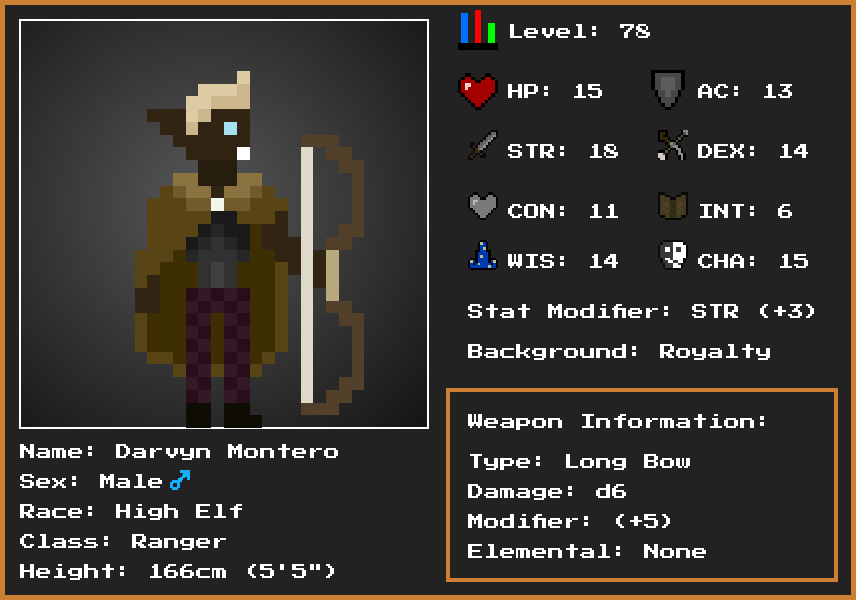 Level: 78
HP: 15 AC: 13
STR: 18 DEX: 14
CON: 11 INT: 6
WIS: 14 CHA: 15
Stat Modifier: STR (+3)
Background: Royalty
Weapon Information:
Type: Long Bow
Damage: d6
Modifier: (+5)
Elemental: None
Name: Darvyn Montero
Sex: Male♂
Race: High Elf
Class: Ranger
Height: 166cm (5'5")